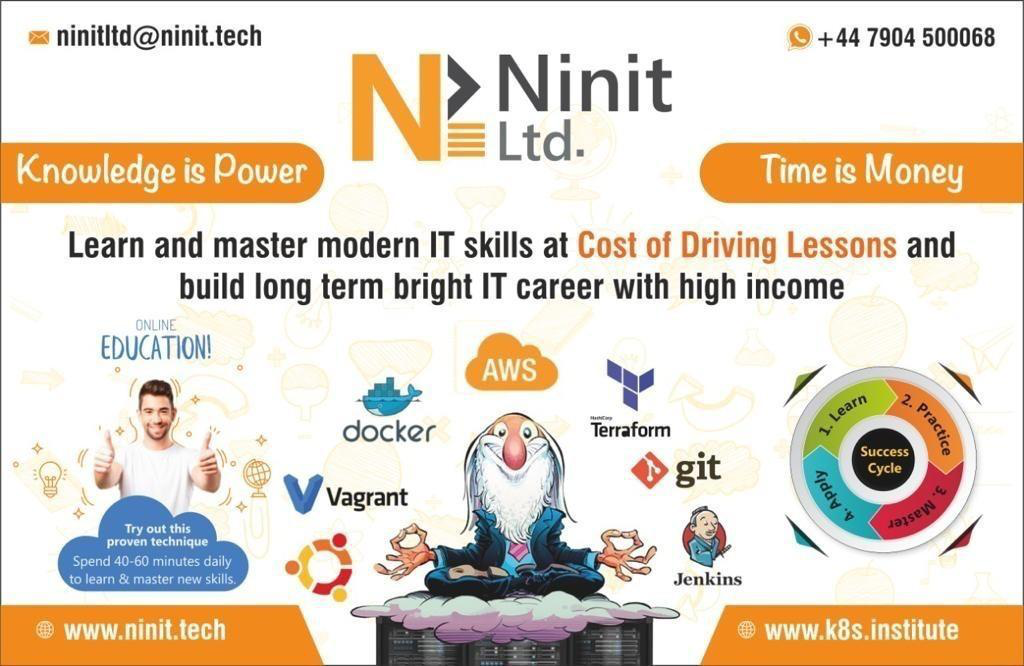 ninitltd@ninit.tech
+44 7904 500068
N
Ninit
Ltd.
Knowledge is Power
Time is Money
Learn and master modern IT skills at Cost of Driving Lessons and
build long term bright IT career with high income
ONLINE
EDUCATION!
AWS
docker
HashiCorp
Terraform
Vagrant
git
Jenkins
1. Learn
2. Practice
3. Master
4. Apply
Success
Cycle
Try out this
proven technique
Spend 40-60 minutes daily
to learn & master new skills.
www.ninit.tech
www.k8s.institute